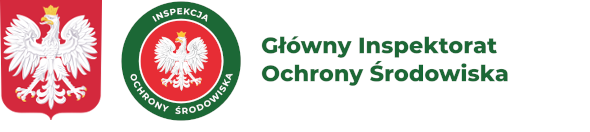 INSPEKCJA
OCHRONY ŚRODOWISKA
Główny Inspektorat
Ochrony Środowiska